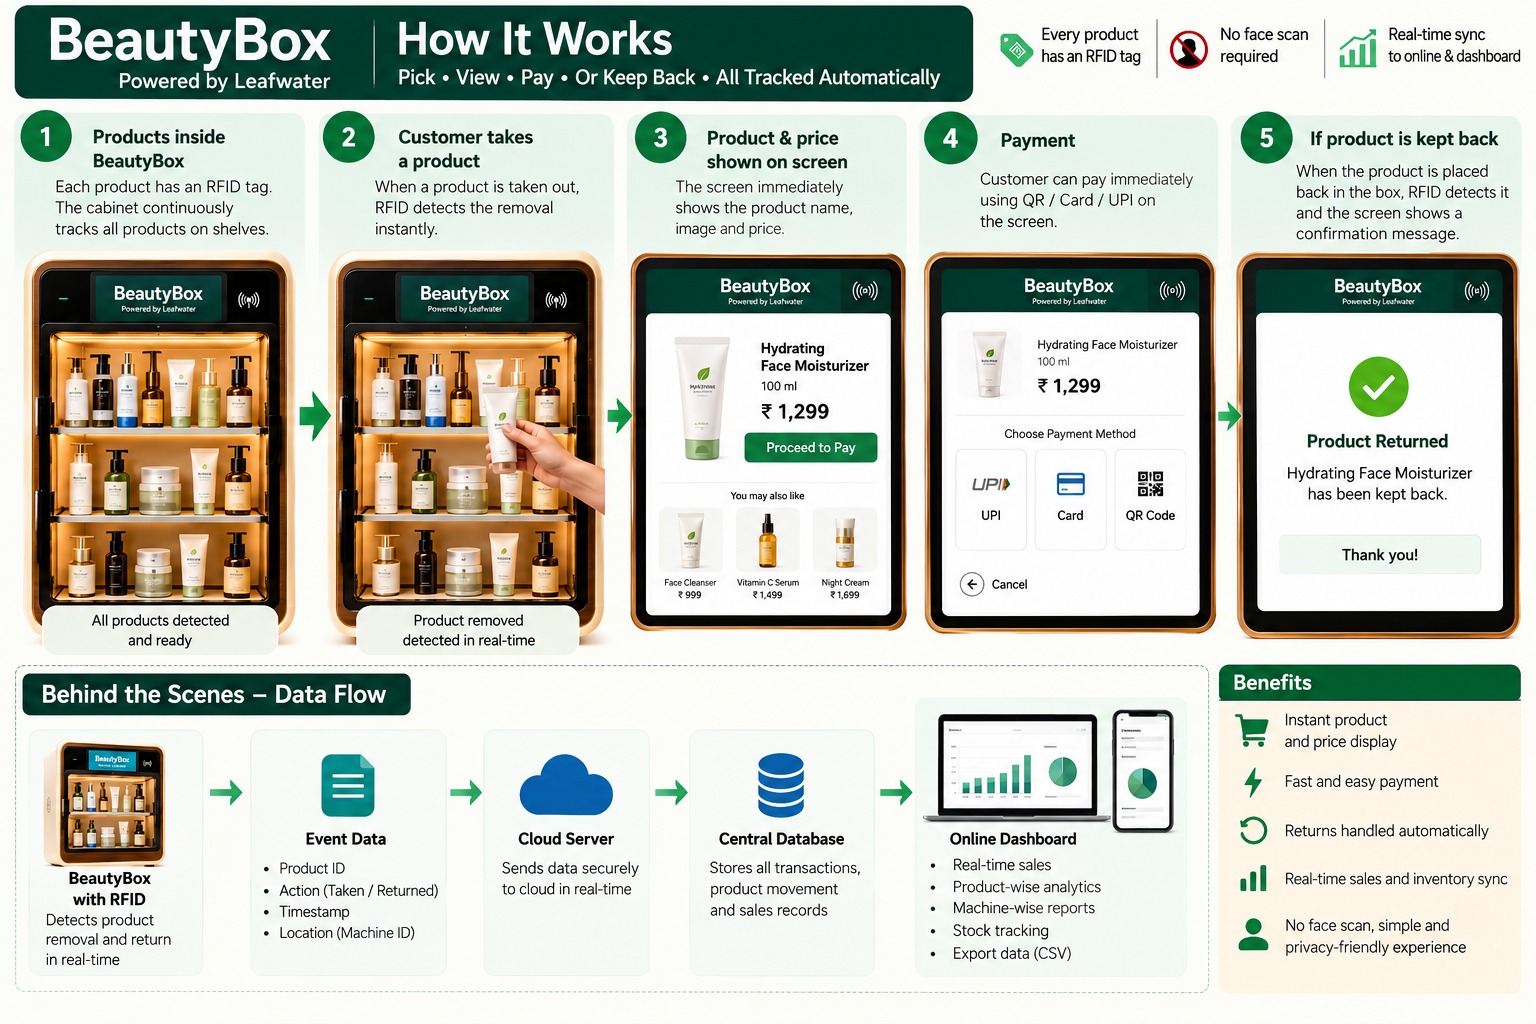 BeautyBox
Powered by Leafwater
How It Works
Pick • View • Pay • Or Keep Back • All Tracked Automatically
Every product
has an RFID tag
No face scan
required
Real-time sync
to online & dashboard
1
Products inside
BeautyBox
Each product has an RFID tag.
The cabinet continuously
tracks all products on shelves.
BeautyBox
Powered by Leafwater
All products detected
and ready
2
Customer takes
a product
When a product is taken out,
RFID detects the removal
instantly.
BeautyBox
Powered by Leafwater
Product removed
detected in real-time
3
Product & price
shown on screen
The screen immediately
shows the product name,
image and price.
BeautyBox
Powered by Leafwater
Hydrating
Face Moisturizer
100 ml
₹ 1,299
Proceed to Pay
You may also like
Face Cleanser
₹ 999
Vitamin C Serum
₹ 1,499
Night Cream
₹ 1,699
4
Payment
Customer can pay immediately
using QR / Card / UPI on
the screen.
BeautyBox
Powered by Leafwater
Hydrating Face Moisturizer
100 ml
₹ 1,299
Choose Payment Method
UPI
UPI
Card
QR Code
Cancel
5
If product is kept back
When the product is placed
back in the box, RFID detects it
and the screen shows a
confirmation message.
BeautyBox
Powered by Leafwater
Product Returned
Hydrating Face Moisturizer
has been kept back.
Thank you!
Behind the Scenes – Data Flow
BeautyBox
BeautyBox
with RFID
Detects product
removal and return
in real-time
Event Data
• Product ID
• Action (Taken / Returned)
• Timestamp
• Location (Machine ID)
Cloud Server
Sends data securely
to cloud in real-time
Central Database
Stores all transactions,
product movement
and sales records
Online Dashboard
• Real-time sales
• Product-wise analytics
• Machine-wise reports
• Stock tracking
• Export data (CSV)
Benefits
Instant product
and price display
Fast and easy payment
Returns handled automatically
Real-time sales and inventory sync
No face scan, simple and
privacy-friendly experience